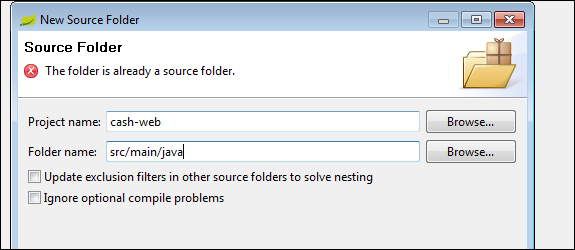 New Source Folder
Source Folder
The folder is already a source folder.
Project name: cash-web Browse...
Folder name: src/main/java Browse...
Update exclusion filters in other source folders to solve nesting
Ignore optional compile problems